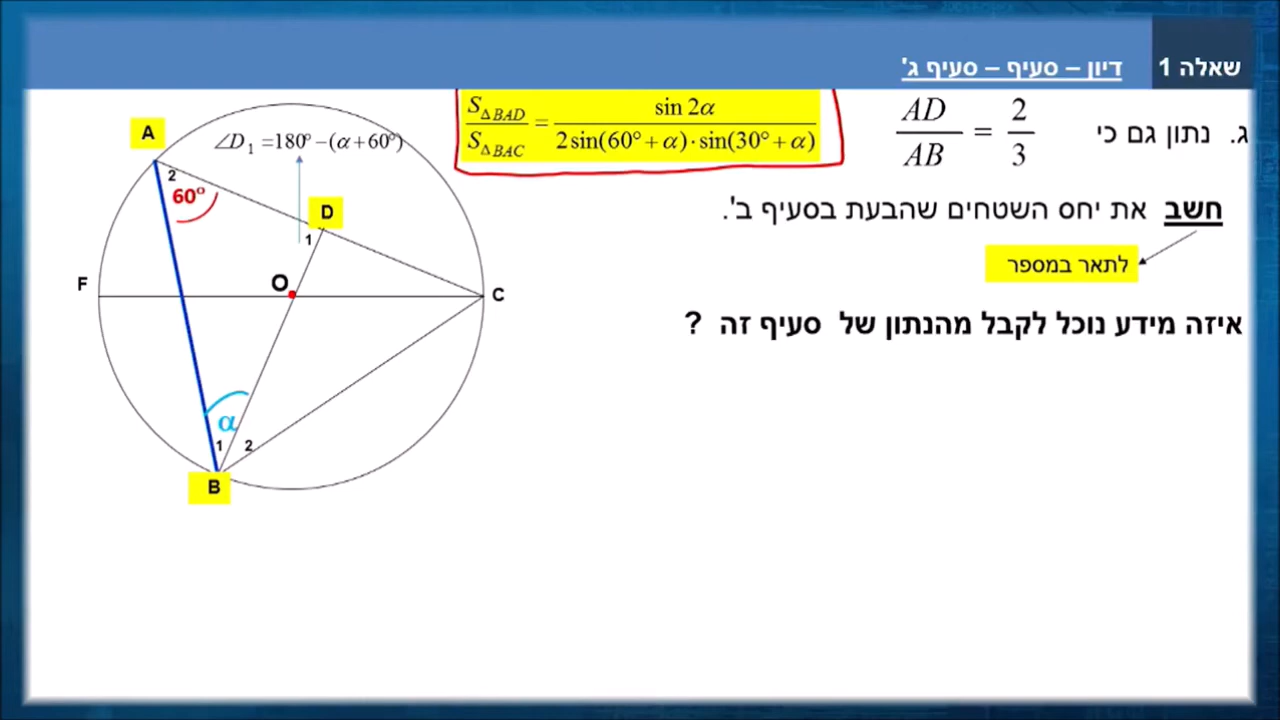 שאלה 1
דיון – סעיף – סעיף ג'
ג. נתון גם כי AD/AB = 2/3
S△BAD/S△BAC = sin 2α / 2sin(60°+α)·sin(30°+α)
חשב את יחס השטחים שהבעת בסעיף ב'.
לתאר במספר
איזה מידע נוכל לקבל מהנתון של סעיף זה ?
A
∠D₁ =180°−(α+60°)
2
60°
D
1
F
O
C
α
1 2
B